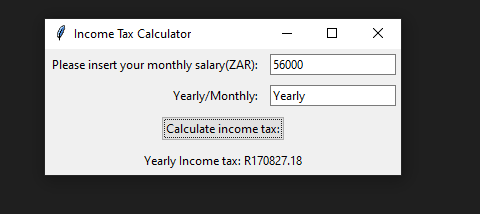 Income Tax Calculator
Please insert your monthly salary(ZAR): 56000
Yearly/Monthly: Yearly
Calculate income tax:
Yearly Income tax: R170827.18